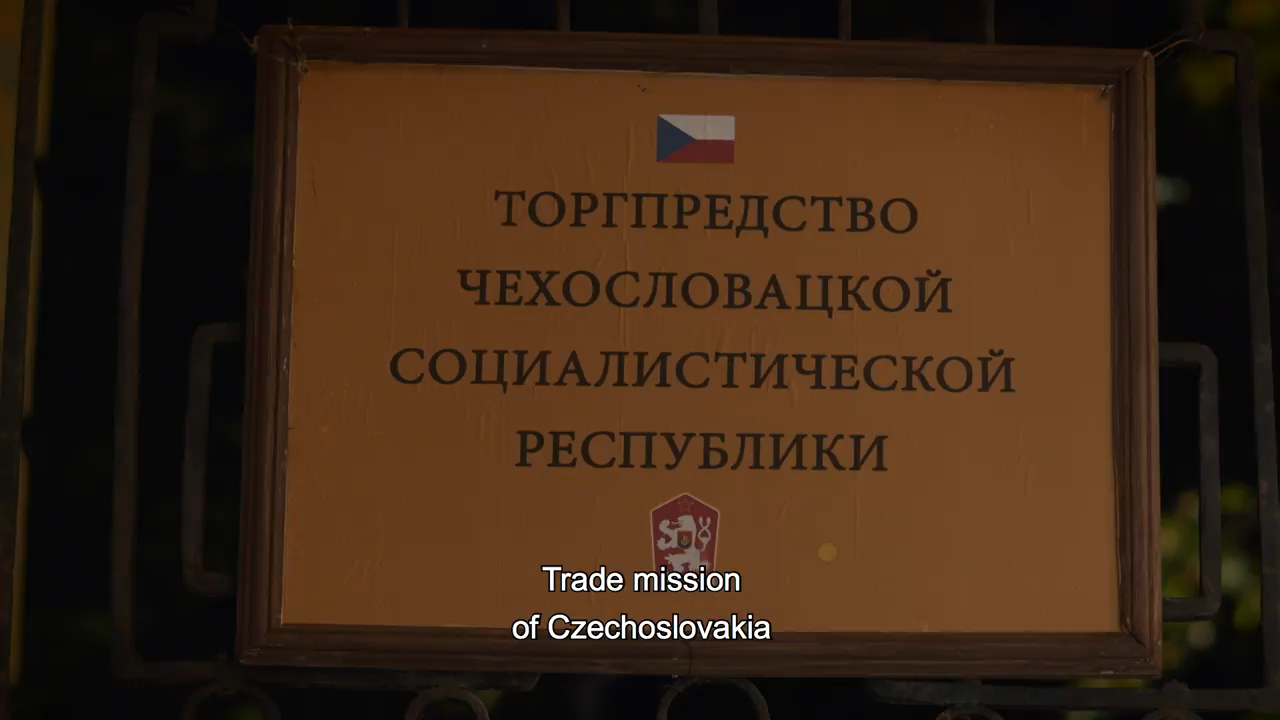 ТОРГПРЕДСТВО
ЧЕХОСЛОВАЦКОЙ
СОЦИАЛИСТИЧЕСКОЙ
РЕСПУБЛИКИ
Trade mission
of Czechoslovakia